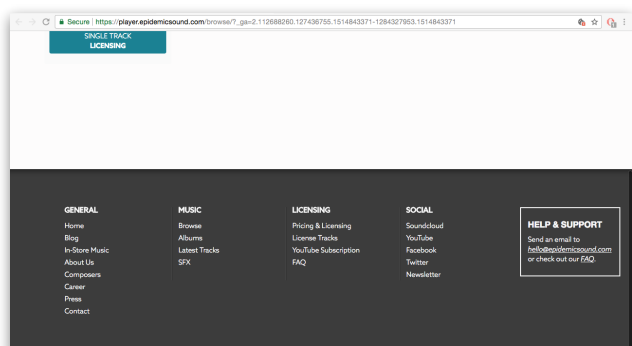 Secure | https://player.epidemicsound.com/browse/?_ga=2.112688260.127436755.1514843371-1284327953.1514843371
SINGLE TRACK
LICENSING
GENERAL
Home
Blog
In-Store Music
About Us
Composers
Career
Press
Contact
MUSIC
Browse
Albums
Latest Tracks
SFX
LICENSING
Pricing & Licensing
License Tracks
YouTube Subscription
FAQ
SOCIAL
Soundcloud
YouTube
Facebook
Twitter
Newsletter
HELP & SUPPORT
Send an email to
hello@epidemicsound.com
or check out our FAQ.